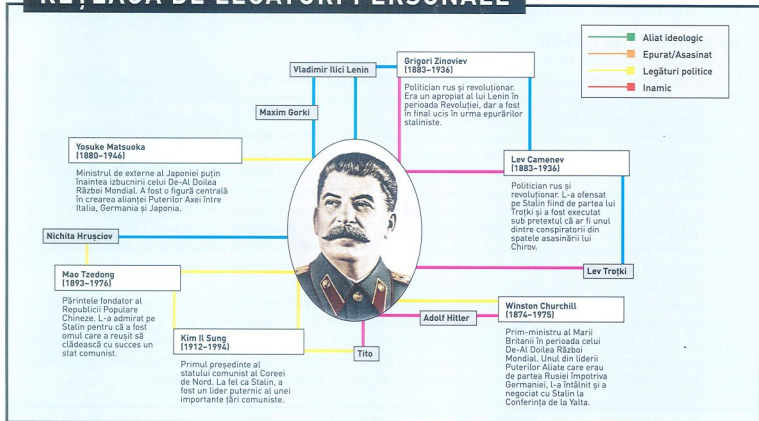 REȚEAUA DE LEGĂTURI PERSONALE
Aliat ideologic
Epurat/Asasinat
Legături politice
Inamic
Vladimir Ilici Lenin
Grigori Zinoviev
(1883–1936)
Politician rus și revoluționar.
Era un apropiat al lui Lenin în
perioada Revoluției, dar a fost
în final ucis în urma epurărilor
staliniste.
Maxim Gorki
Yosuke Matsuoka
(1880–1946)
Ministrul de externe al Japoniei puțin
înaintea izbucnirii celui De-Al Doilea
Război Mondial. A fost o figură centrală
în crearea alianței Puterilor Axei între
Italia, Germania și Japonia.
Lev Camenev
(1883–1936)
Politician rus și
revoluționar. L-a ofensat
pe Stalin fiind de partea lui
Troțki și a fost executat
sub pretextul că ar fi unul
dintre conspiratorii din
spatele asasinării lui
Chirov.
Nichita Hrușciov
Lev Troțki
Mao Tzedong
(1893–1976)
Părintele fondator al
Republicii Populare
Chineze. L-a admirat pe
Stalin pentru că a fost
omul care a reușit să
clădească cu succes un
stat comunist.
Kim Il Sung
(1912–1994)
Primul președinte al
statului comunist al Coreei
de Nord. La fel ca Stalin, a
fost un lider puternic al unei
importante țări comuniste.
Tito
Adolf Hitler
Winston Churchill
(1874–1975)
Prim-ministru al Marii
Britanii în perioada celui
De-Al Doilea Război
Mondial. Unul din liderii
Puterilor Aliate care erau
de partea Rusiei împotriva
Germaniei, l-a întâlnit și a
negociat cu Stalin la
Conferința de la Yalta.